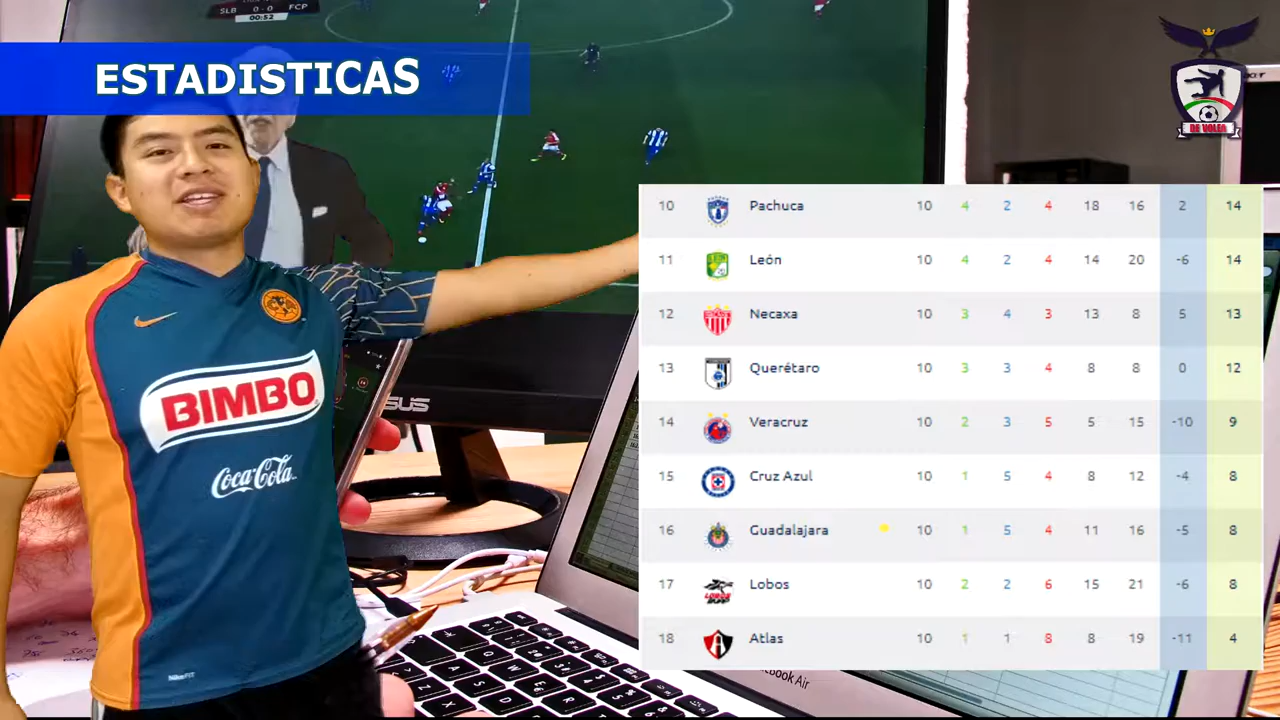 SLB 0 - 0 FCP
00:52
ESTADISTICAS
DE VOLEA
BIMBO
Coca-Cola
NikeFIT
10 Pachuca 10 4 2 4 18 16 2 14
11 León 10 4 2 4 14 20 -6 14
12 Necaxa 10 3 4 3 13 8 5 13
13 Querétaro 10 3 3 4 8 8 0 12
14 Veracruz 10 2 3 5 5 15 -10 9
15 Cruz Azul 10 1 5 4 8 12 -4 8
16 Guadalajara 10 1 5 4 11 16 -5 8
17 Lobos 10 2 2 6 15 21 -6 8
18 Atlas 10 1 1 8 8 19 -11 4